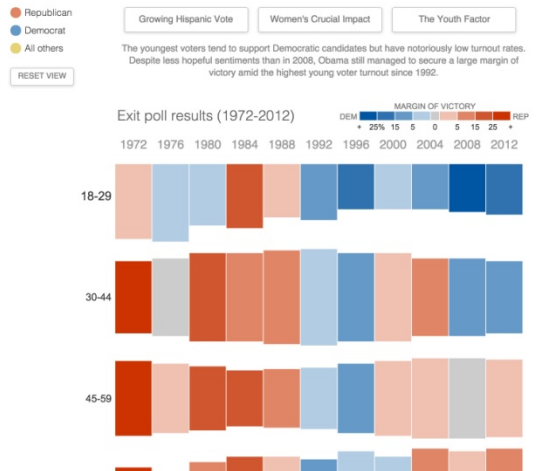 Republican
Democrat
All others
RESET VIEW
Growing Hispanic Vote
Women's Crucial Impact
The Youth Factor
The youngest voters tend to support Democratic candidates but have notoriously low turnout rates.
Despite less hopeful sentiments than in 2008, Obama still managed to secure a large margin of
victory amid the highest young voter turnout since 1992.
Exit poll results (1972-2012)
MARGIN OF VICTORY
DEM REP
+ 25% 15 5 0 5 15 25 +
1972 1976 1980 1984 1988 1992 1996 2000 2004 2008 2012
18-29
30-44
45-59